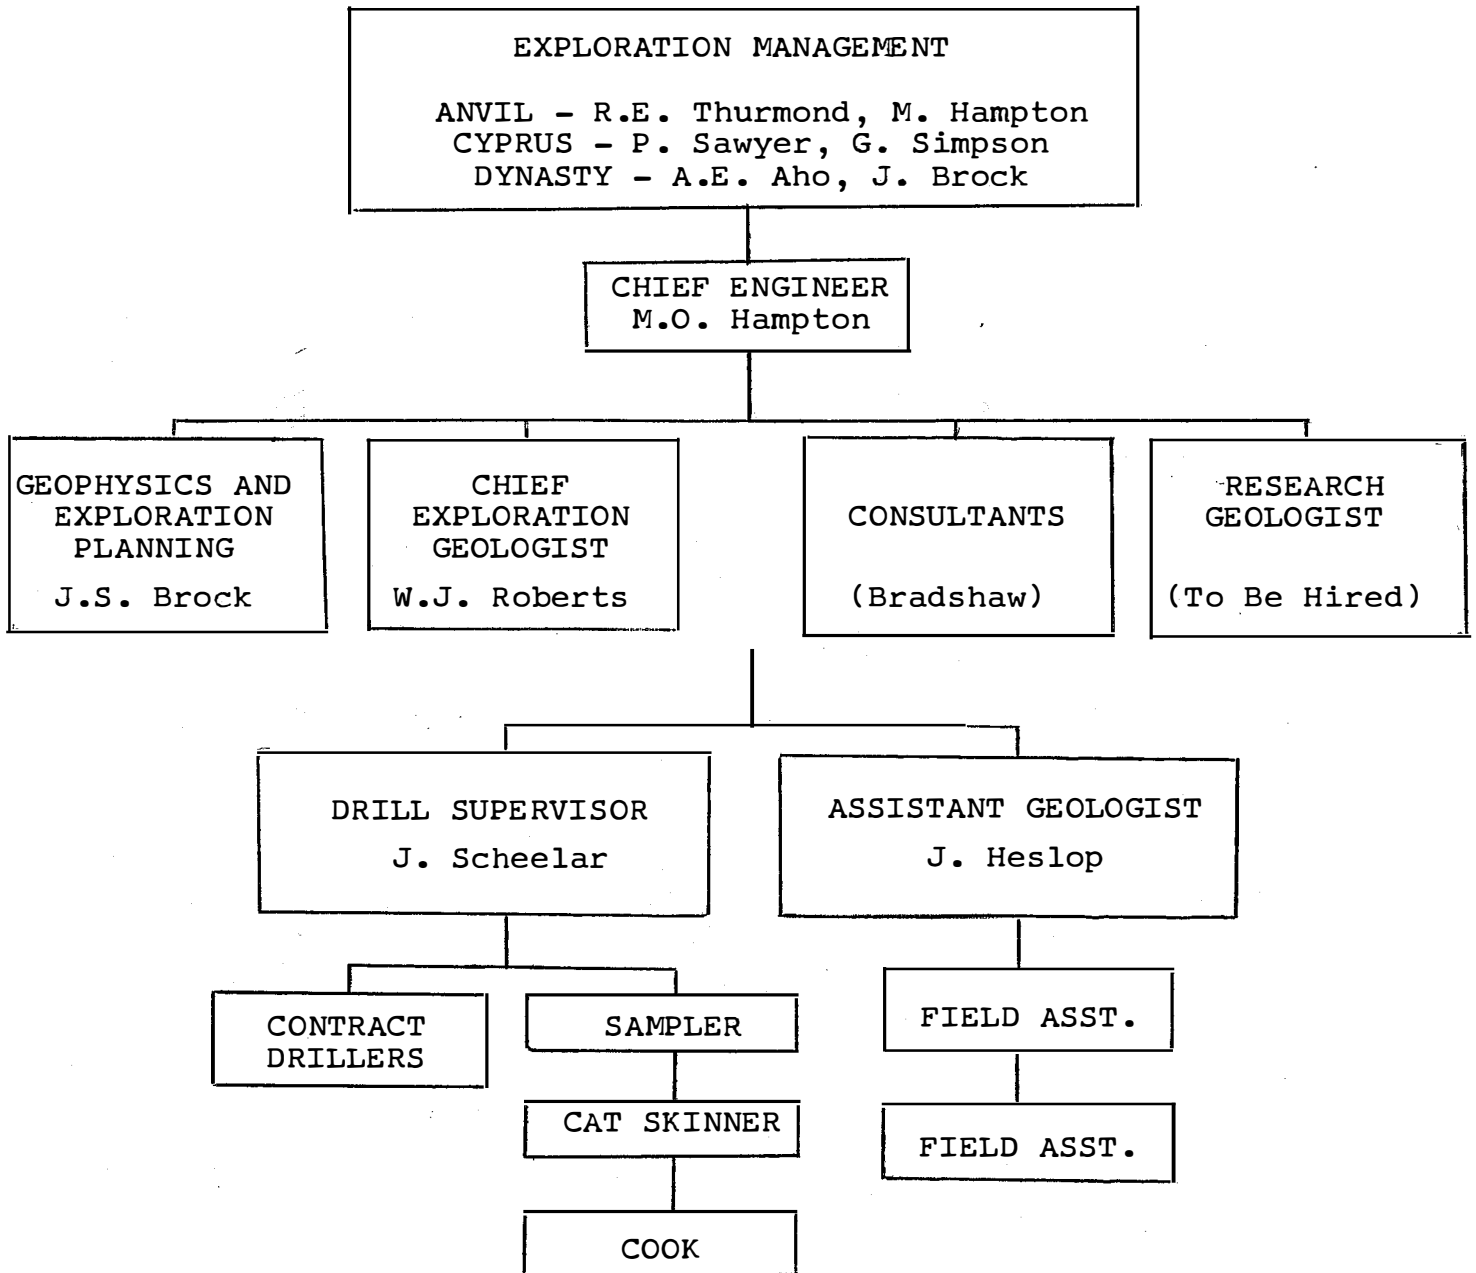 EXPLORATION MANAGEMENT
ANVIL - R.E. Thurmond, M. Hampton
CYPRUS - P. Sawyer, G. Simpson
DYNASTY - A.E. Aho, J. Brock
CHIEF ENGINEER
M.O. Hampton
GEOPHYSICS AND
EXPLORATION
PLANNING
J.S. Brock
CHIEF
EXPLORATION
GEOLOGIST
W.J. Roberts
CONSULTANTS
(Bradshaw)
RESEARCH
GEOLOGIST
(To Be Hired)
DRILL SUPERVISOR
J. Scheelar
ASSISTANT GEOLOGIST
J. Heslop
CONTRACT
DRILLERS
SAMPLER
CAT SKINNER
COOK
FIELD ASST.
FIELD ASST.